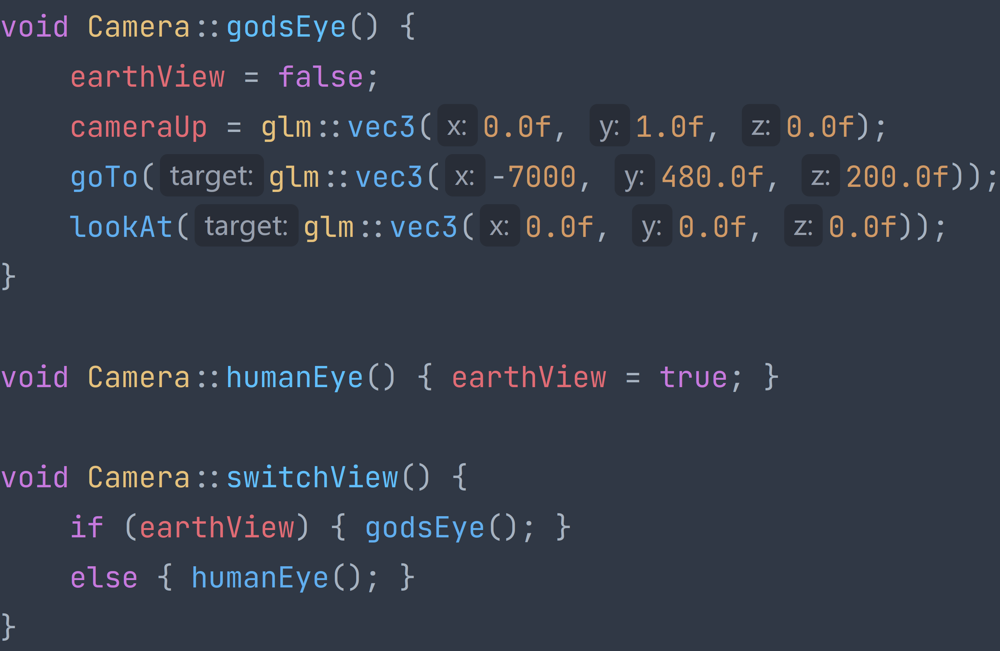 void Camera::godsEye() {
    earthView = false;
    cameraUp = glm::vec3( x: 0.0f, y: 1.0f, z: 0.0f);
    goTo( target: glm::vec3( x: -7000, y: 480.0f, z: 200.0f));
    lookAt( target: glm::vec3( x: 0.0f, y: 0.0f, z: 0.0f));
}
void Camera::humanEye() { earthView = true; }
void Camera::switchView() {
    if (earthView) { godsEye(); }
    else { humanEye(); }
}